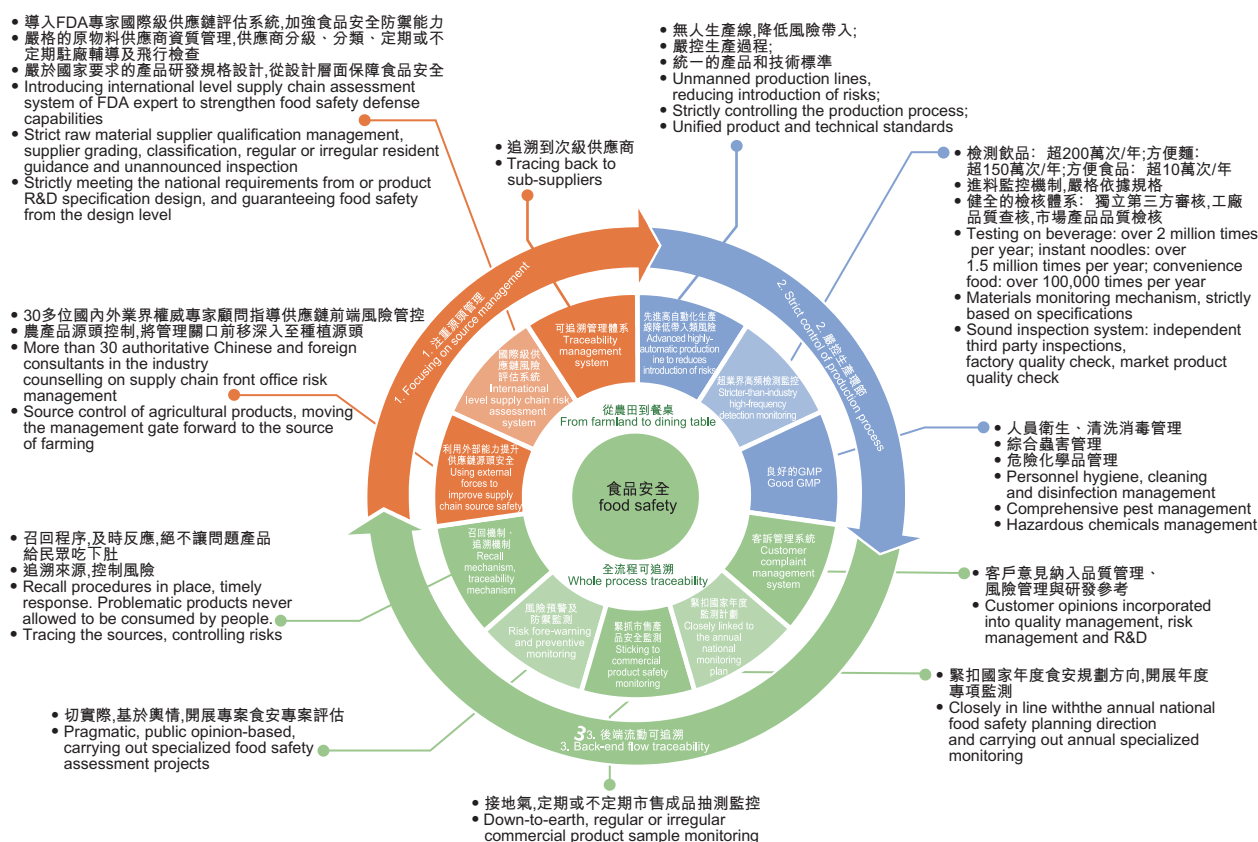 • 導入FDA專家國際級供應鏈評估系統,加強食品安全防禦能力
• 嚴格的原物料供應商資質管理,供應商分級、分類、定期或不
定期駐廠輔導及飛行檢查
• 嚴於國家要求的產品研發規格設計,從設計層面保障食品安全
• Introducing international level supply chain assessment
system of FDA expert to strengthen food safety defense
capabilities
• Strict raw material supplier qualification management,
supplier grading, classification, regular or irregular resident
guidance and unannounced inspection
• Strictly meeting the national requirements from or product
R&D specification design, and guaranteeing food safety
from the design level
• 追溯到次級供應商
• Tracing back to
sub-suppliers
• 無人生產線,降低風險帶入;
• 嚴控生產過程;
• 統一的產品和技術標準
• Unmanned production lines,
reducing introduction of risks;
• Strictly controlling the production process;
• Unified product and technical standards
• 檢測飲品：超200萬次/年;方便麵：
超150萬次/年;方便食品：超10萬次/年
• 進料監控機制,嚴格依據規格
• 健全的檢核體系：獨立第三方審核,工廠
品質查核,市場產品品質檢核
• Testing on beverage: over 2 million times
per year; instant noodles: over
1.5 million times per year; convenience
food: over 100,000 times per year
• Materials monitoring mechanism, strictly
based on specifications
• Sound inspection system: independent
third party inspections,
factory quality check, market product
quality check
• 30多位國內外業界權威專家顧問指導供應鏈前端風險管控
• 農產品源頭控制,將管理關口前移深入至種植源頭
• More than 30 authoritative Chinese and foreign
consultants in the industry
counselling on supply chain front office risk
management
• Source control of agricultural products, moving
the management gate forward to the source
of farming
1. 注重源頭管理
1. Focusing on source management
2. 嚴控生產環節
2. Strict control of production process
可追溯管理體系
Traceability
management
system
先進高自動化生產
線降低帶入類風險
Advanced highly-
automatic production
ine to reduces
introduction of risks
國際級供
應鏈風險
評估系統
International
level supply chain risk
assessment
system
超業界高頻檢測監控
Stricter-than-industry
high-frequency
detection monitoring
利用外部能力提升
供應鏈源頭安全
Using external
forces to
improve supply
chain source safety
良好的GMP
Good GMP
從農田到餐桌
From farmland to dining table
食品安全
food safety
全流程可追溯
Whole process traceability
召回機制、
追溯機制
Recall
mechanism,
traceability
mechanism
客訴管理系統
Customer
complaint
management
system
風險預警及
防禦監測
Risk fore-warning
and preventive
monitoring
緊抓市售產
品安全監測
Sticking to
commercial
product safety
monitoring
緊扣國家年度
監測計劃
Closely linked to
the annual
national
monitoring
plan
3 3. 後端流動可追溯
3. Back-end flow traceability
• 人員衛生、清洗消毒管理
• 綜合蟲害管理
• 危險化學品管理
• Personnel hygiene, cleaning
and disinfection management
• Comprehensive pest management
• Hazardous chemicals management
• 召回程序,及時反應,絕不讓問題產品
給民眾吃下肚
• 追溯來源,控制風險
• Recall procedures in place, timely
response. Problematic products never
allowed to be consumed by people.
• Tracing the sources, controlling risks
• 客戶意見納入品質管理、
風險管理與研發參考
• Customer opinions incorporated
into quality management, risk
management and R&D
• 緊扣國家年度食安規劃方向,開展年度
專項監測
• Closely in line withthe annual national
food safety planning direction
and carrying out annual specialized
monitoring
• 切實際,基於輿情,開展專案食安專案評估
• Pragmatic, public opinion-based,
carrying out specialized food safety
assessment projects
• 接地氣,定期或不定期市售成品抽測監控
• Down-to-earth, regular or irregular
commercial product sample monitoring